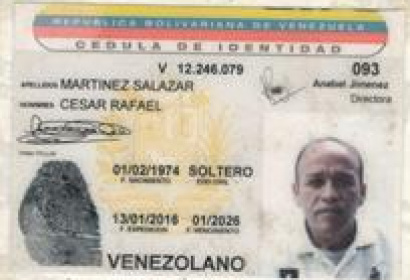 REPUBLICA BOLIVARIANA DE VENEZUELA
CEDULA DE IDENTIDAD
V 12.246.079 093
APELLIDOS MARTINEZ SALAZAR Anabel Jimenez
Directora
NOMBRES CESAR RAFAEL
01/02/1974 SOLTERO
F. NACIMIENTO EDO CIVIL
13/01/2016 01/2026
F. EXPEDICION F. VENCIMIENTO
VENEZOLANO